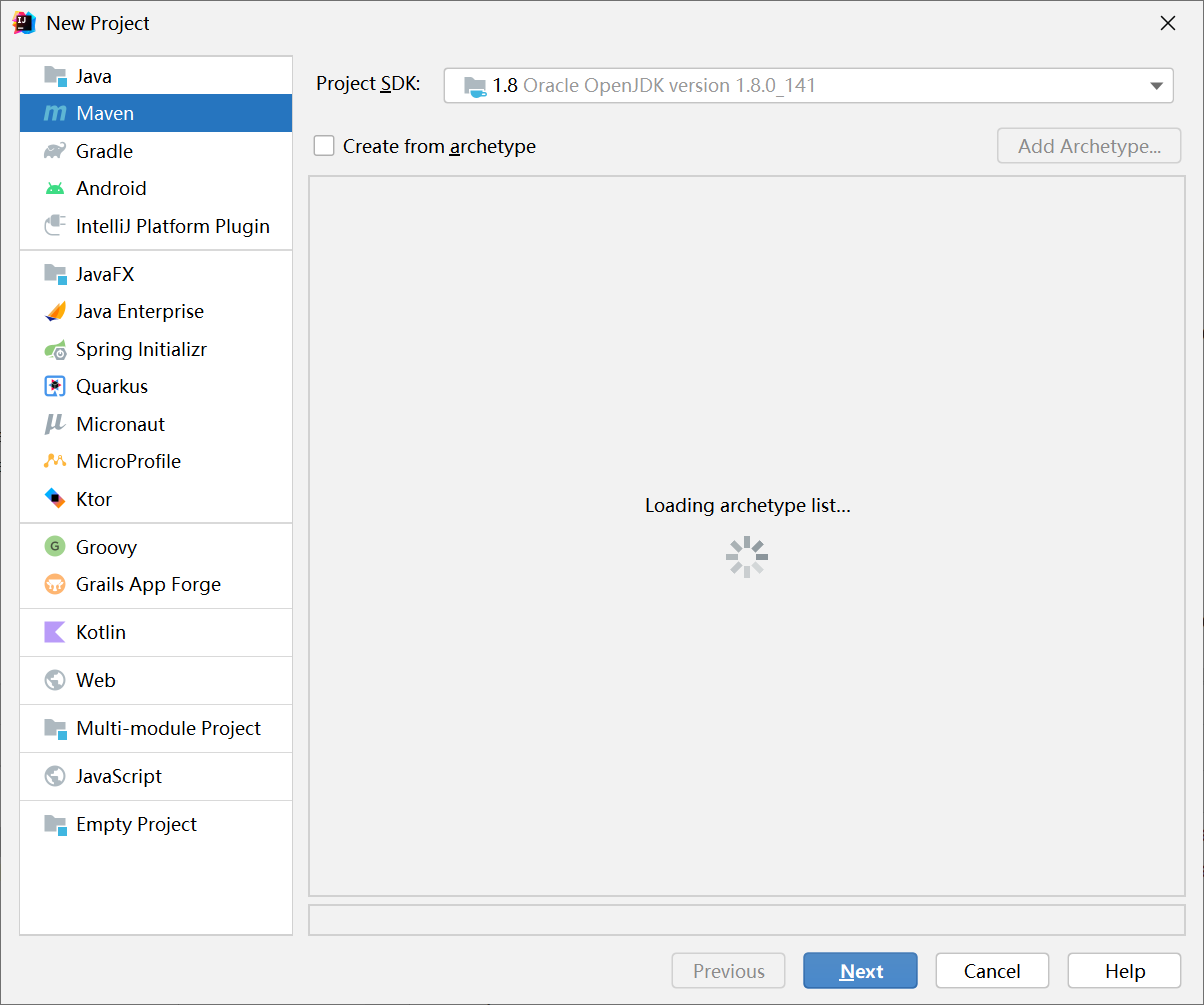 New Project
Java
Maven
Gradle
Android
IntelliJ Platform Plugin
JavaFX
Java Enterprise
Spring Initializr
Quarkus
Micronaut
MicroProfile
Ktor
Groovy
Grails App Forge
Kotlin
Web
Multi-module Project
JavaScript
Empty Project
Project SDK: 1.8 Oracle OpenJDK version 1.8.0_141
Create from archetype
Add Archetype...
Loading archetype list...
Previous
Next
Cancel
Help